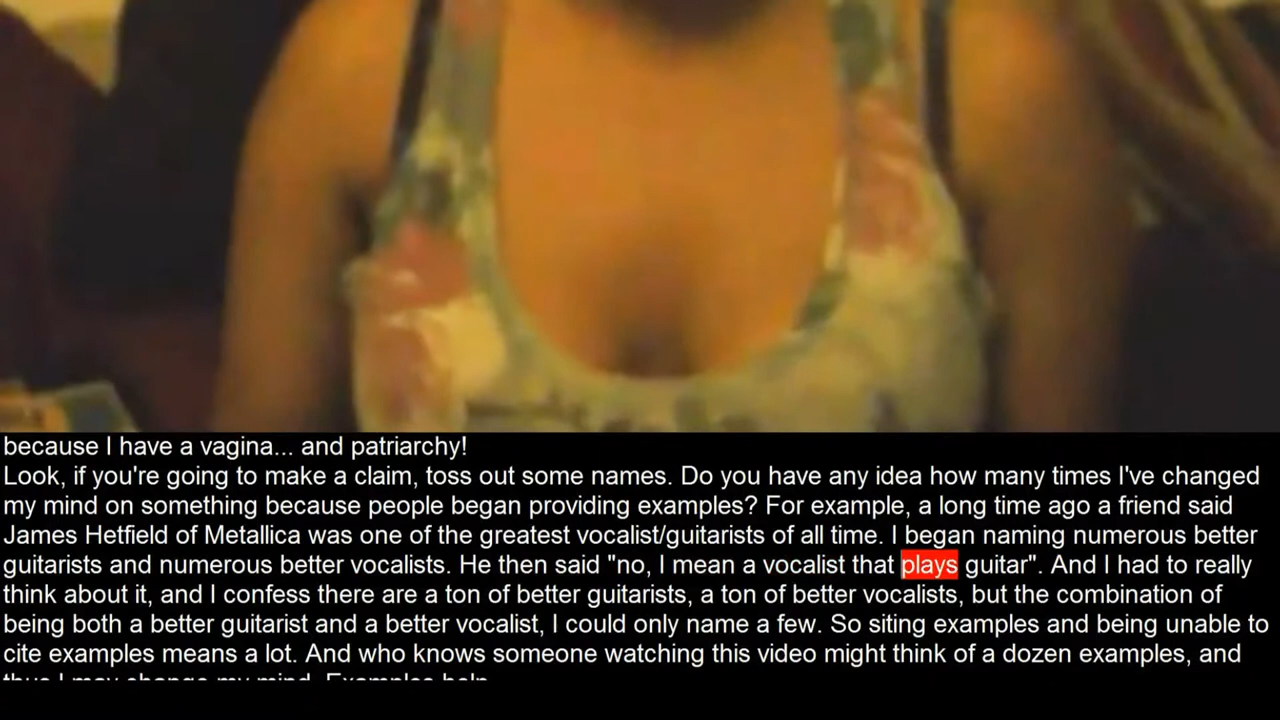 because I have a vagina... and patriarchy!
Look, if you're going to make a claim, toss out some names. Do you have any idea how many times I've changed
my mind on something because people began providing examples? For example, a long time ago a friend said
James Hetfield of Metallica was one of the greatest vocalist/guitarists of all time. I began naming numerous better
guitarists and numerous better vocalists. He then said "no, I mean a vocalist that plays guitar". And I had to really
think about it, and I confess there are a ton of better guitarists, a ton of better vocalists, but the combination of
being both a better guitarist and a better vocalist, I could only name a few. So siting examples and being unable to
cite examples means a lot. And who knows someone watching this video might think of a dozen examples, and
thus I may change my mind. Examples help